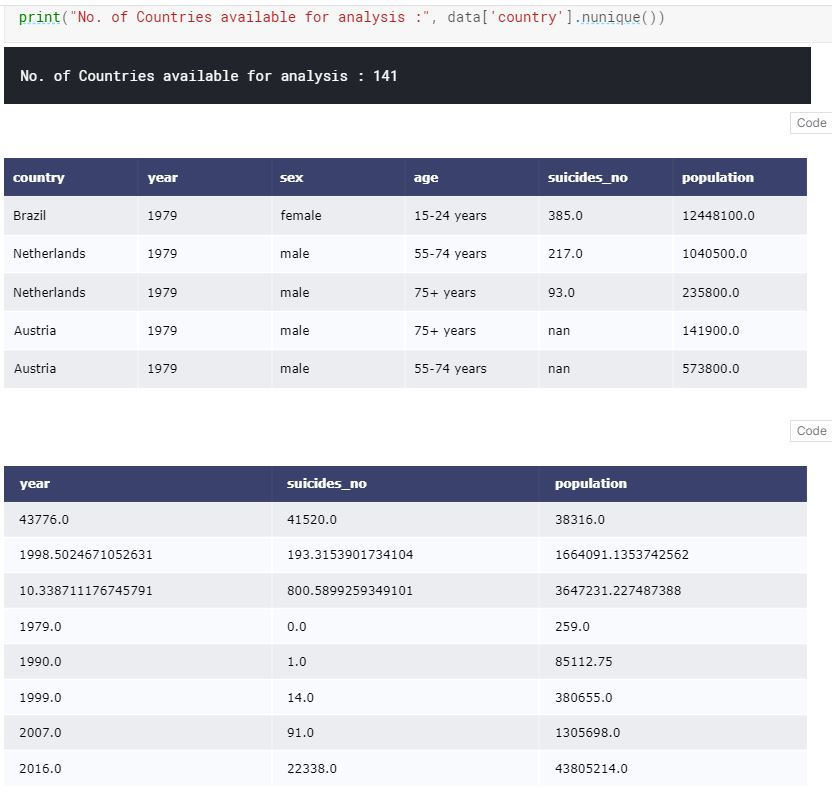 print("No. of Countries available for analysis :", data['country'].nunique())
No. of Countries available for analysis : 141
Code
country year sex age suicides_no population
Brazil 1979 female 15-24 years 385.0 12448100.0
Netherlands 1979 male 55-74 years 217.0 1040500.0
Netherlands 1979 male 75+ years 93.0 235800.0
Austria 1979 male 75+ years nan 141900.0
Austria 1979 male 55-74 years nan 573800.0
Code
year suicides_no population
43776.0 41520.0 38316.0
1998.5024671052631 193.3153901734104 1664091.1353742562
10.338711176745791 800.5899259349101 3647231.227487388
1979.0 0.0 259.0
1990.0 1.0 85112.75
1999.0 14.0 380655.0
2007.0 91.0 1305698.0
2016.0 22338.0 43805214.0